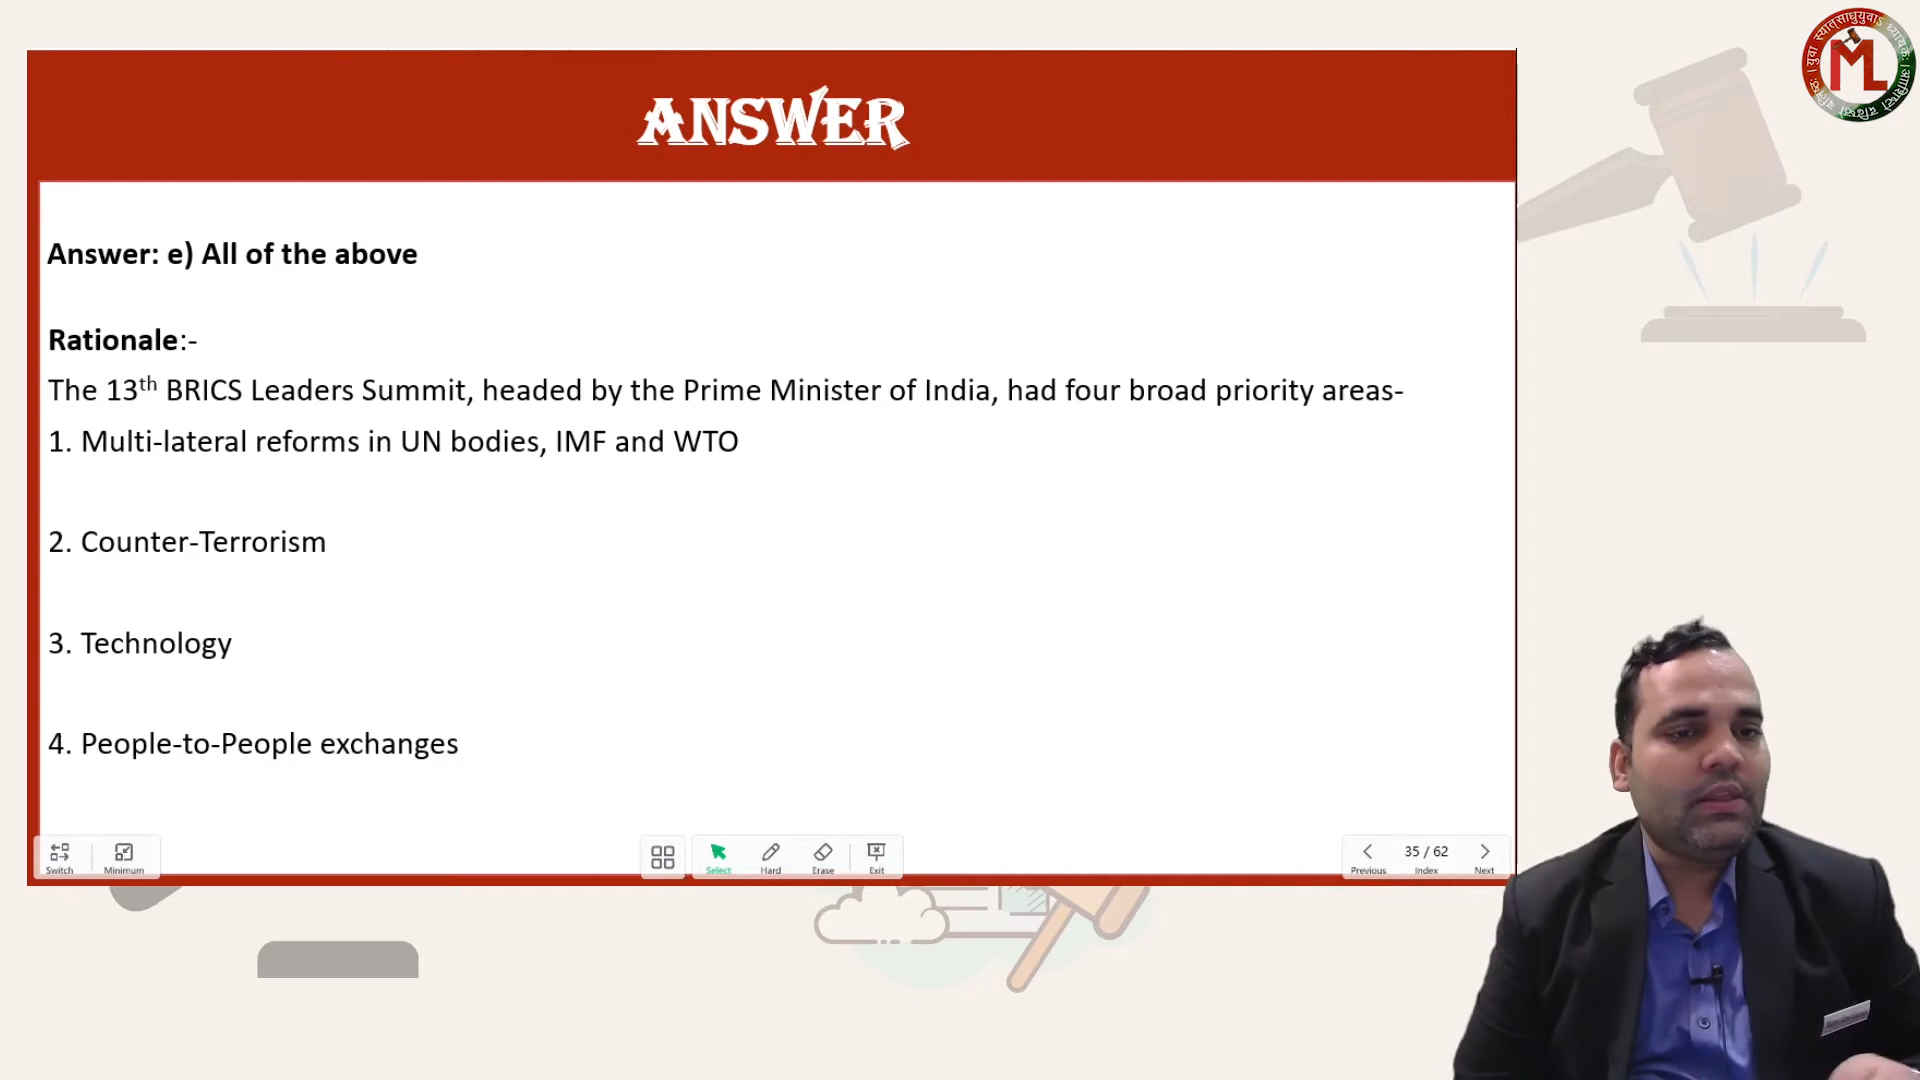 ANSWER
Answer: e) All of the above
Rationale:-
The 13th BRICS Leaders Summit, headed by the Prime Minister of India, had four broad priority areas-
1. Multi-lateral reforms in UN bodies, IMF and WTO
2. Counter-Terrorism
3. Technology
4. People-to-People exchanges
Switch
Minimum
Select
Hard
Erase
Exit
35 / 62
Previous
Index
Next
ML